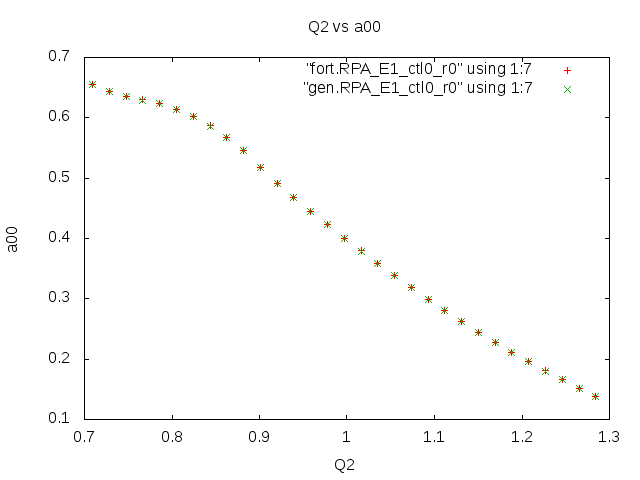 Q2 vs a00
"fort.RPA_E1_ctl0_r0" using 1:7
"gen.RPA_E1_ctl0_r0" using 1:7
0.7
0.6
0.5
0.4
0.3
0.2
0.1
a00
0.7 0.8 0.9 1 1.1 1.2 1.3
Q2